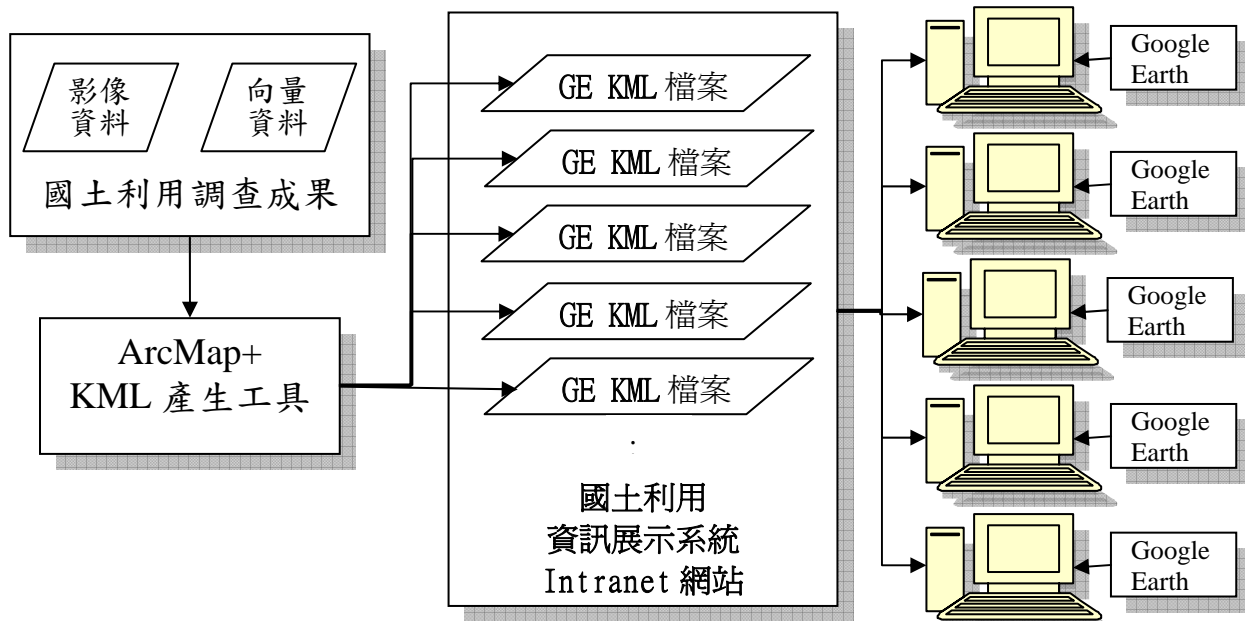 影像
資料
向量
資料
國土利用調查成果
ArcMap+
KML 產生工具
GE KML 檔案
GE KML 檔案
GE KML 檔案
GE KML 檔案
GE KML 檔案
.
國土利用
資訊展示系統
Intranet 網站
Google
Earth
Google
Earth
Google
Earth
Google
Earth
Google
Earth